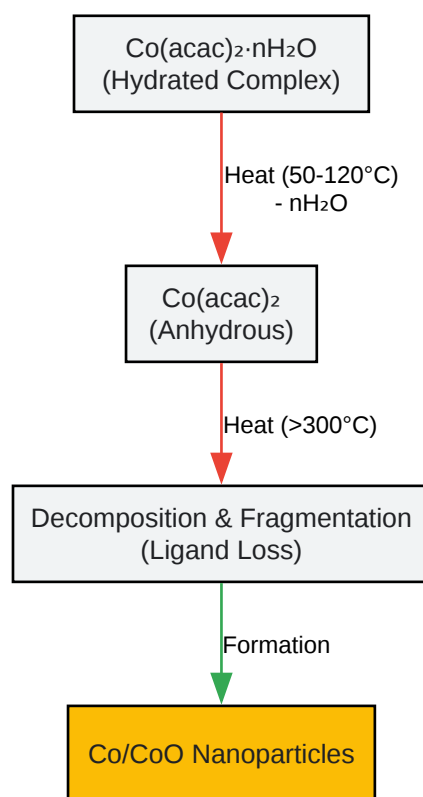 Co(acac)₂·nH₂O
(Hydrated Complex)
Heat (50-120°C)
- nH₂O
Co(acac)₂
(Anhydrous)
Heat (>300°C)
Decomposition & Fragmentation
(Ligand Loss)
Formation
Co/CoO Nanoparticles